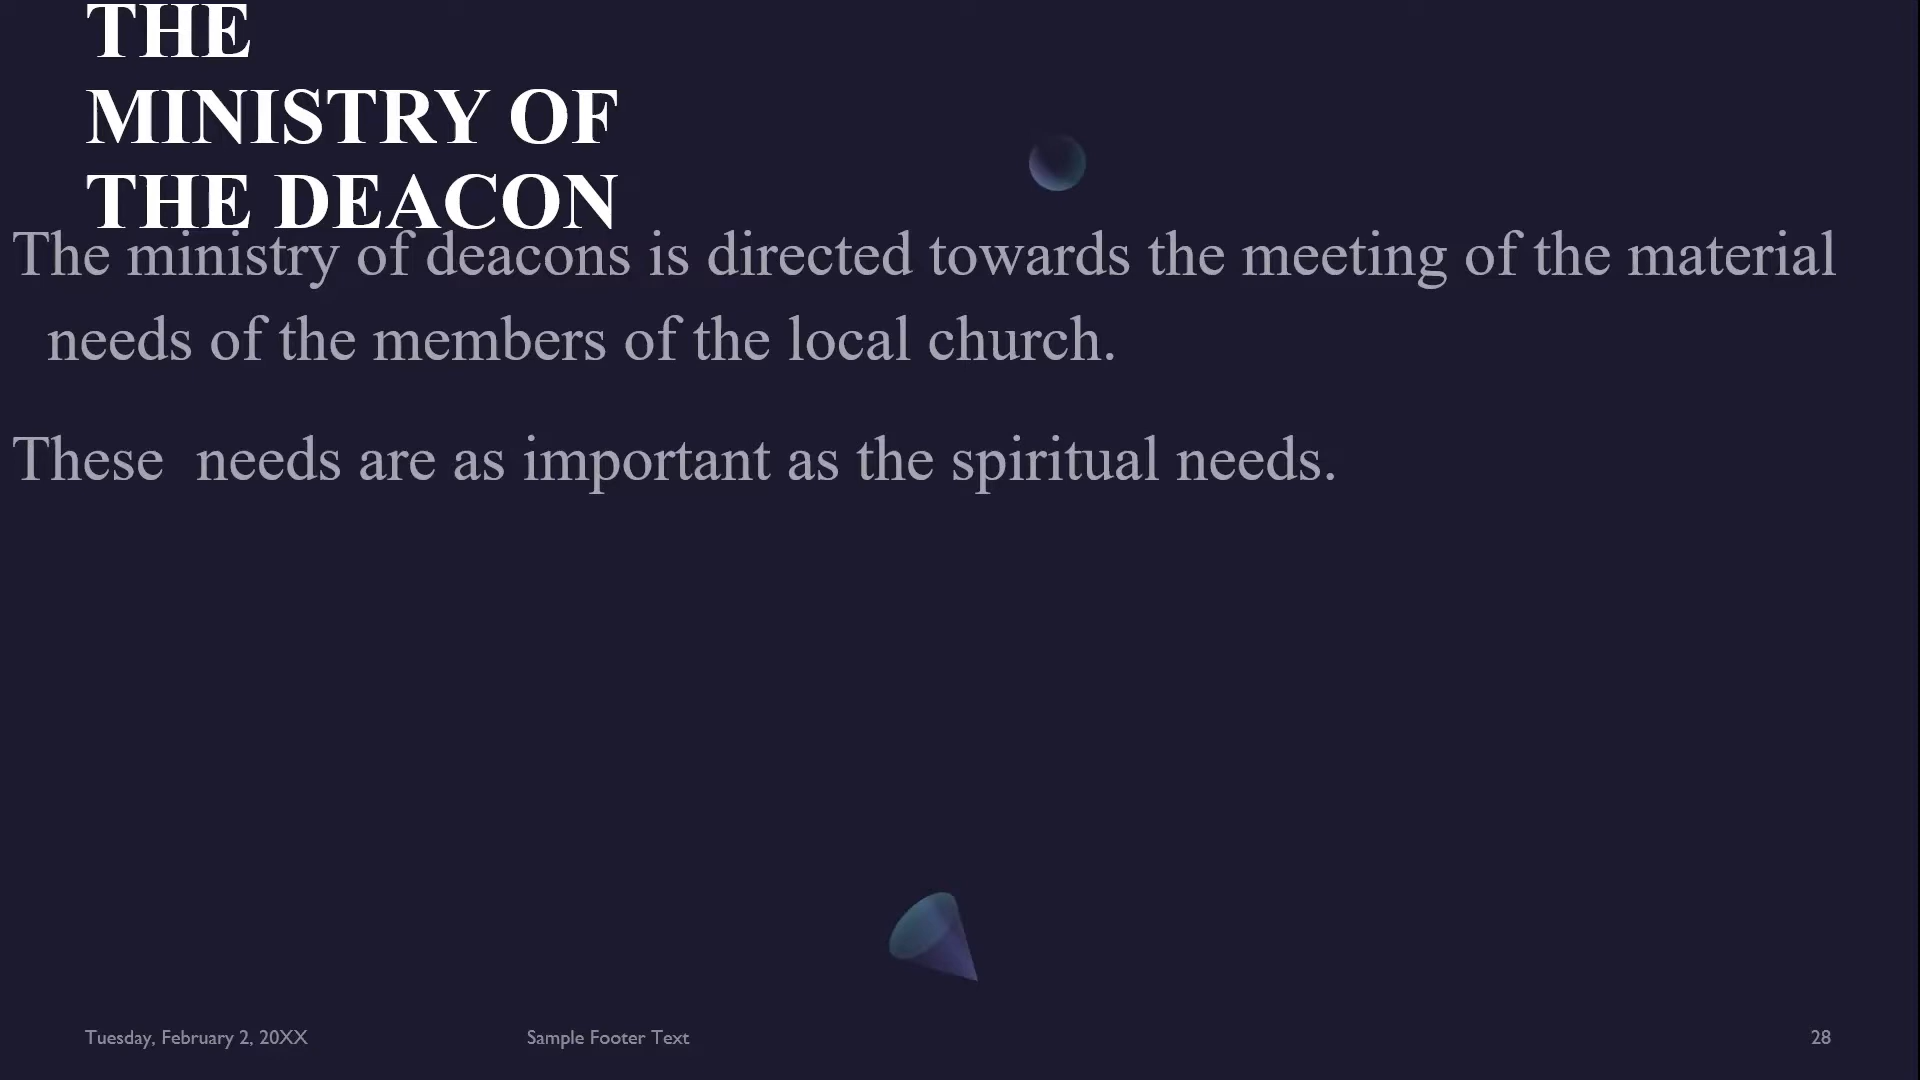 THE
MINISTRY OF
THE DEACON
The ministry of deacons is directed towards the meeting of the material
needs of the members of the local church.
These  needs are as important as the spiritual needs.
Tuesday, February 2, 20XX
Sample Footer Text
28